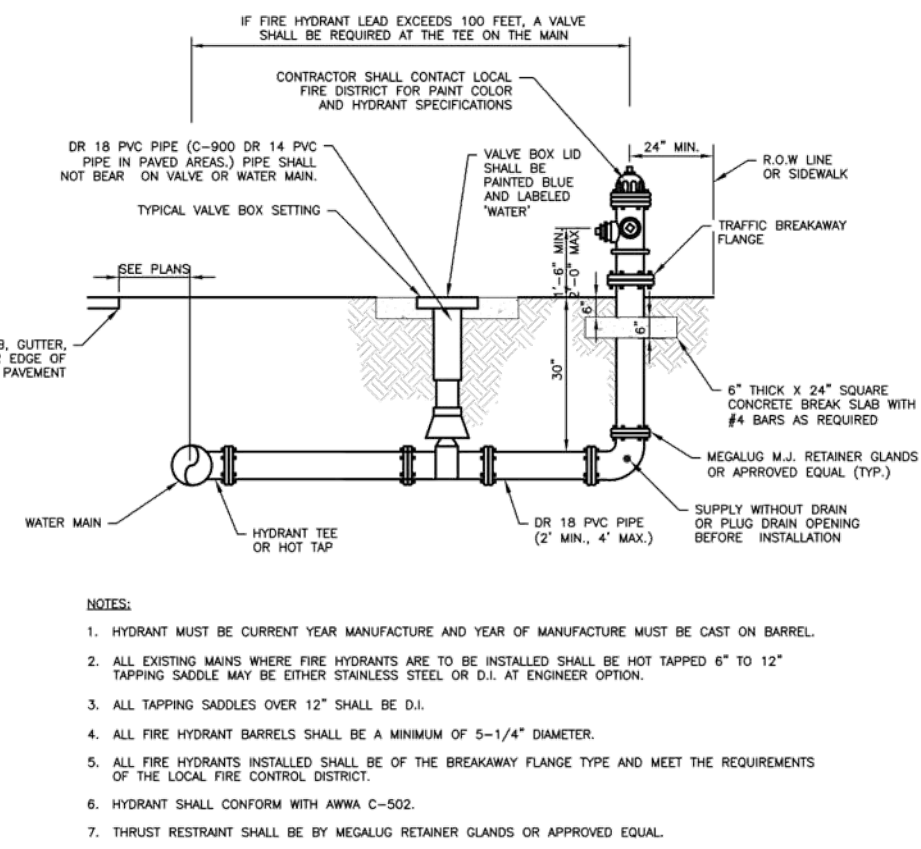 IF FIRE HYDRANT LEAD EXCEEDS 100 FEET, A VALVE
SHALL BE REQUIRED AT THE TEE ON THE MAIN
CONTRACTOR SHALL CONTACT LOCAL
FIRE DISTRICT FOR PAINT COLOR
AND HYDRANT SPECIFICATIONS
DR 18 PVC PIPE (C-900 DR 14 PVC
PIPE IN PAVED AREAS.) PIPE SHALL
NOT BEAR ON VALVE OR WATER MAIN.
VALVE BOX LID
SHALL BE
PAINTED BLUE
AND LABELED
'WATER'
24" MIN.
R.O.W LINE
OR SIDEWALK
TYPICAL VALVE BOX SETTING
TRAFFIC BREAKAWAY
FLANGE
1'-6" MIN.
2'-0" MAX
SEE PLANS
6"
6"
30"
B, GUTTER,
EDGE OF
PAVEMENT
6" THICK X 24" SQUARE
CONCRETE BREAK SLAB WITH
#4 BARS AS REQUIRED
MEGALUG M.J. RETAINER GLANDS
OR APRROVED EQUAL (TYP.)
WATER MAIN
HYDRANT TEE
OR HOT TAP
DR 18 PVC PIPE
(2' MIN., 4' MAX.)
SUPPLY WITHOUT DRAIN
OR PLUG DRAIN OPENING
BEFORE INSTALLATION
NOTES:
1. HYDRANT MUST BE CURRENT YEAR MANUFACTURE AND YEAR OF MANUFACTURE MUST BE CAST ON BARREL.
2. ALL EXISTING MAINS WHERE FIRE HYDRANTS ARE TO BE INSTALLED SHALL BE HOT TAPPED 6" TO 12"
TAPPING SADDLE MAY BE EITHER STAINLESS STEEL OR D.I. AT ENGINEER OPTION.
3. ALL TAPPING SADDLES OVER 12" SHALL BE D.I.
4. ALL FIRE HYDRANT BARRELS SHALL BE A MINIMUM OF 5-1/4" DIAMETER.
5. ALL FIRE HYDRANTS INSTALLED SHALL BE OF THE BREAKAWAY FLANGE TYPE AND MEET THE REQUIREMENTS
OF THE LOCAL FIRE CONTROL DISTRICT.
6. HYDRANT SHALL CONFORM WITH AWWA C-502.
7. THRUST RESTRAINT SHALL BE BY MEGALUG RETAINER GLANDS OR APPROVED EQUAL.